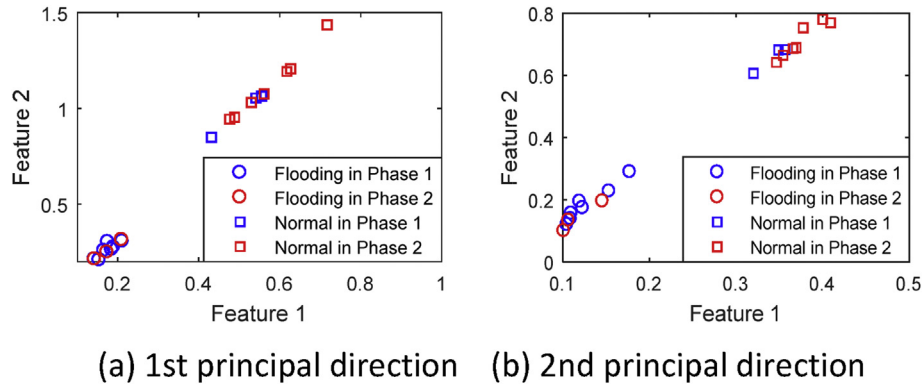 1.5
1
0.5
Feature 2
0.2
0.4
0.6
0.8
1
Feature 1
Flooding in Phase 1
Flooding in Phase 2
Normal in Phase 1
Normal in Phase 2
(a) 1st principal direction
0.8
0.6
0.4
0.2
0
Feature 2
0.1
0.2
0.3
0.4
0.5
Feature 1
Flooding in Phase 1
Flooding in Phase 2
Normal in Phase 1
Normal in Phase 2
(b) 2nd principal direction